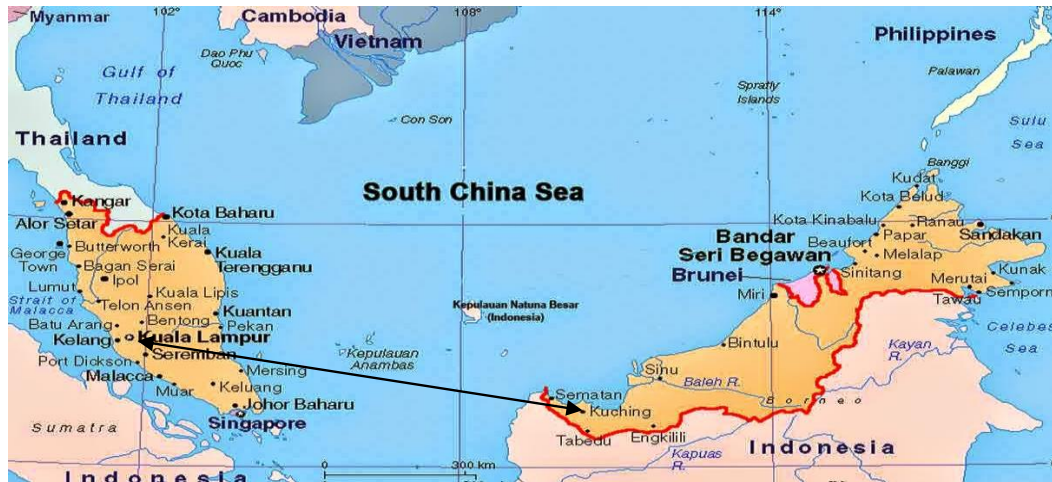 Myanmar
102°
Cambodia
108°
114°
Philippines
Vietnam
Dao Phu
Quoc
Gulf of
Thailand
Spratly
Islands
Palawan
Con Son
Sulu
Sea
Thailand
Banggi
Kudat
South China Sea
Kangar
Kota Belud
Alor Setar
Kota Baharu
Kota Kinabalu
Ranau
Kuala
Kerai
Bandar
Seri Begawan
Papar
Sandakan
George
Town
Butterworth
Kuala
Terengganu
Beaufort
Melalap
Bagan Serai
Brunei
Sinitang
Kunak
Ipol
Merutai
Lumut
Kuala Lipis
Miri
Tawau
Semporn
Strait of
Malacca
Telon Ansen
Kepulauan Natuna Besar
(Indonesia)
Kuantan
Batu Arang
Bentong
Pekan
Celebes
Sea
Kelang
Kuala Lampur
Bintulu
Kayan
R.
Seremban
Kepulauan
Anambas
Port Dickson
Mersing
Malacca
Sihu
Baleh R.
Muar
Keluang
Sematan
Borneo
Johor Baharu
Kuching
Singapore
Sumatra
Tabedu
Engkilili
Kapuas
R.
Indonesia
0
300 km
Indonesia